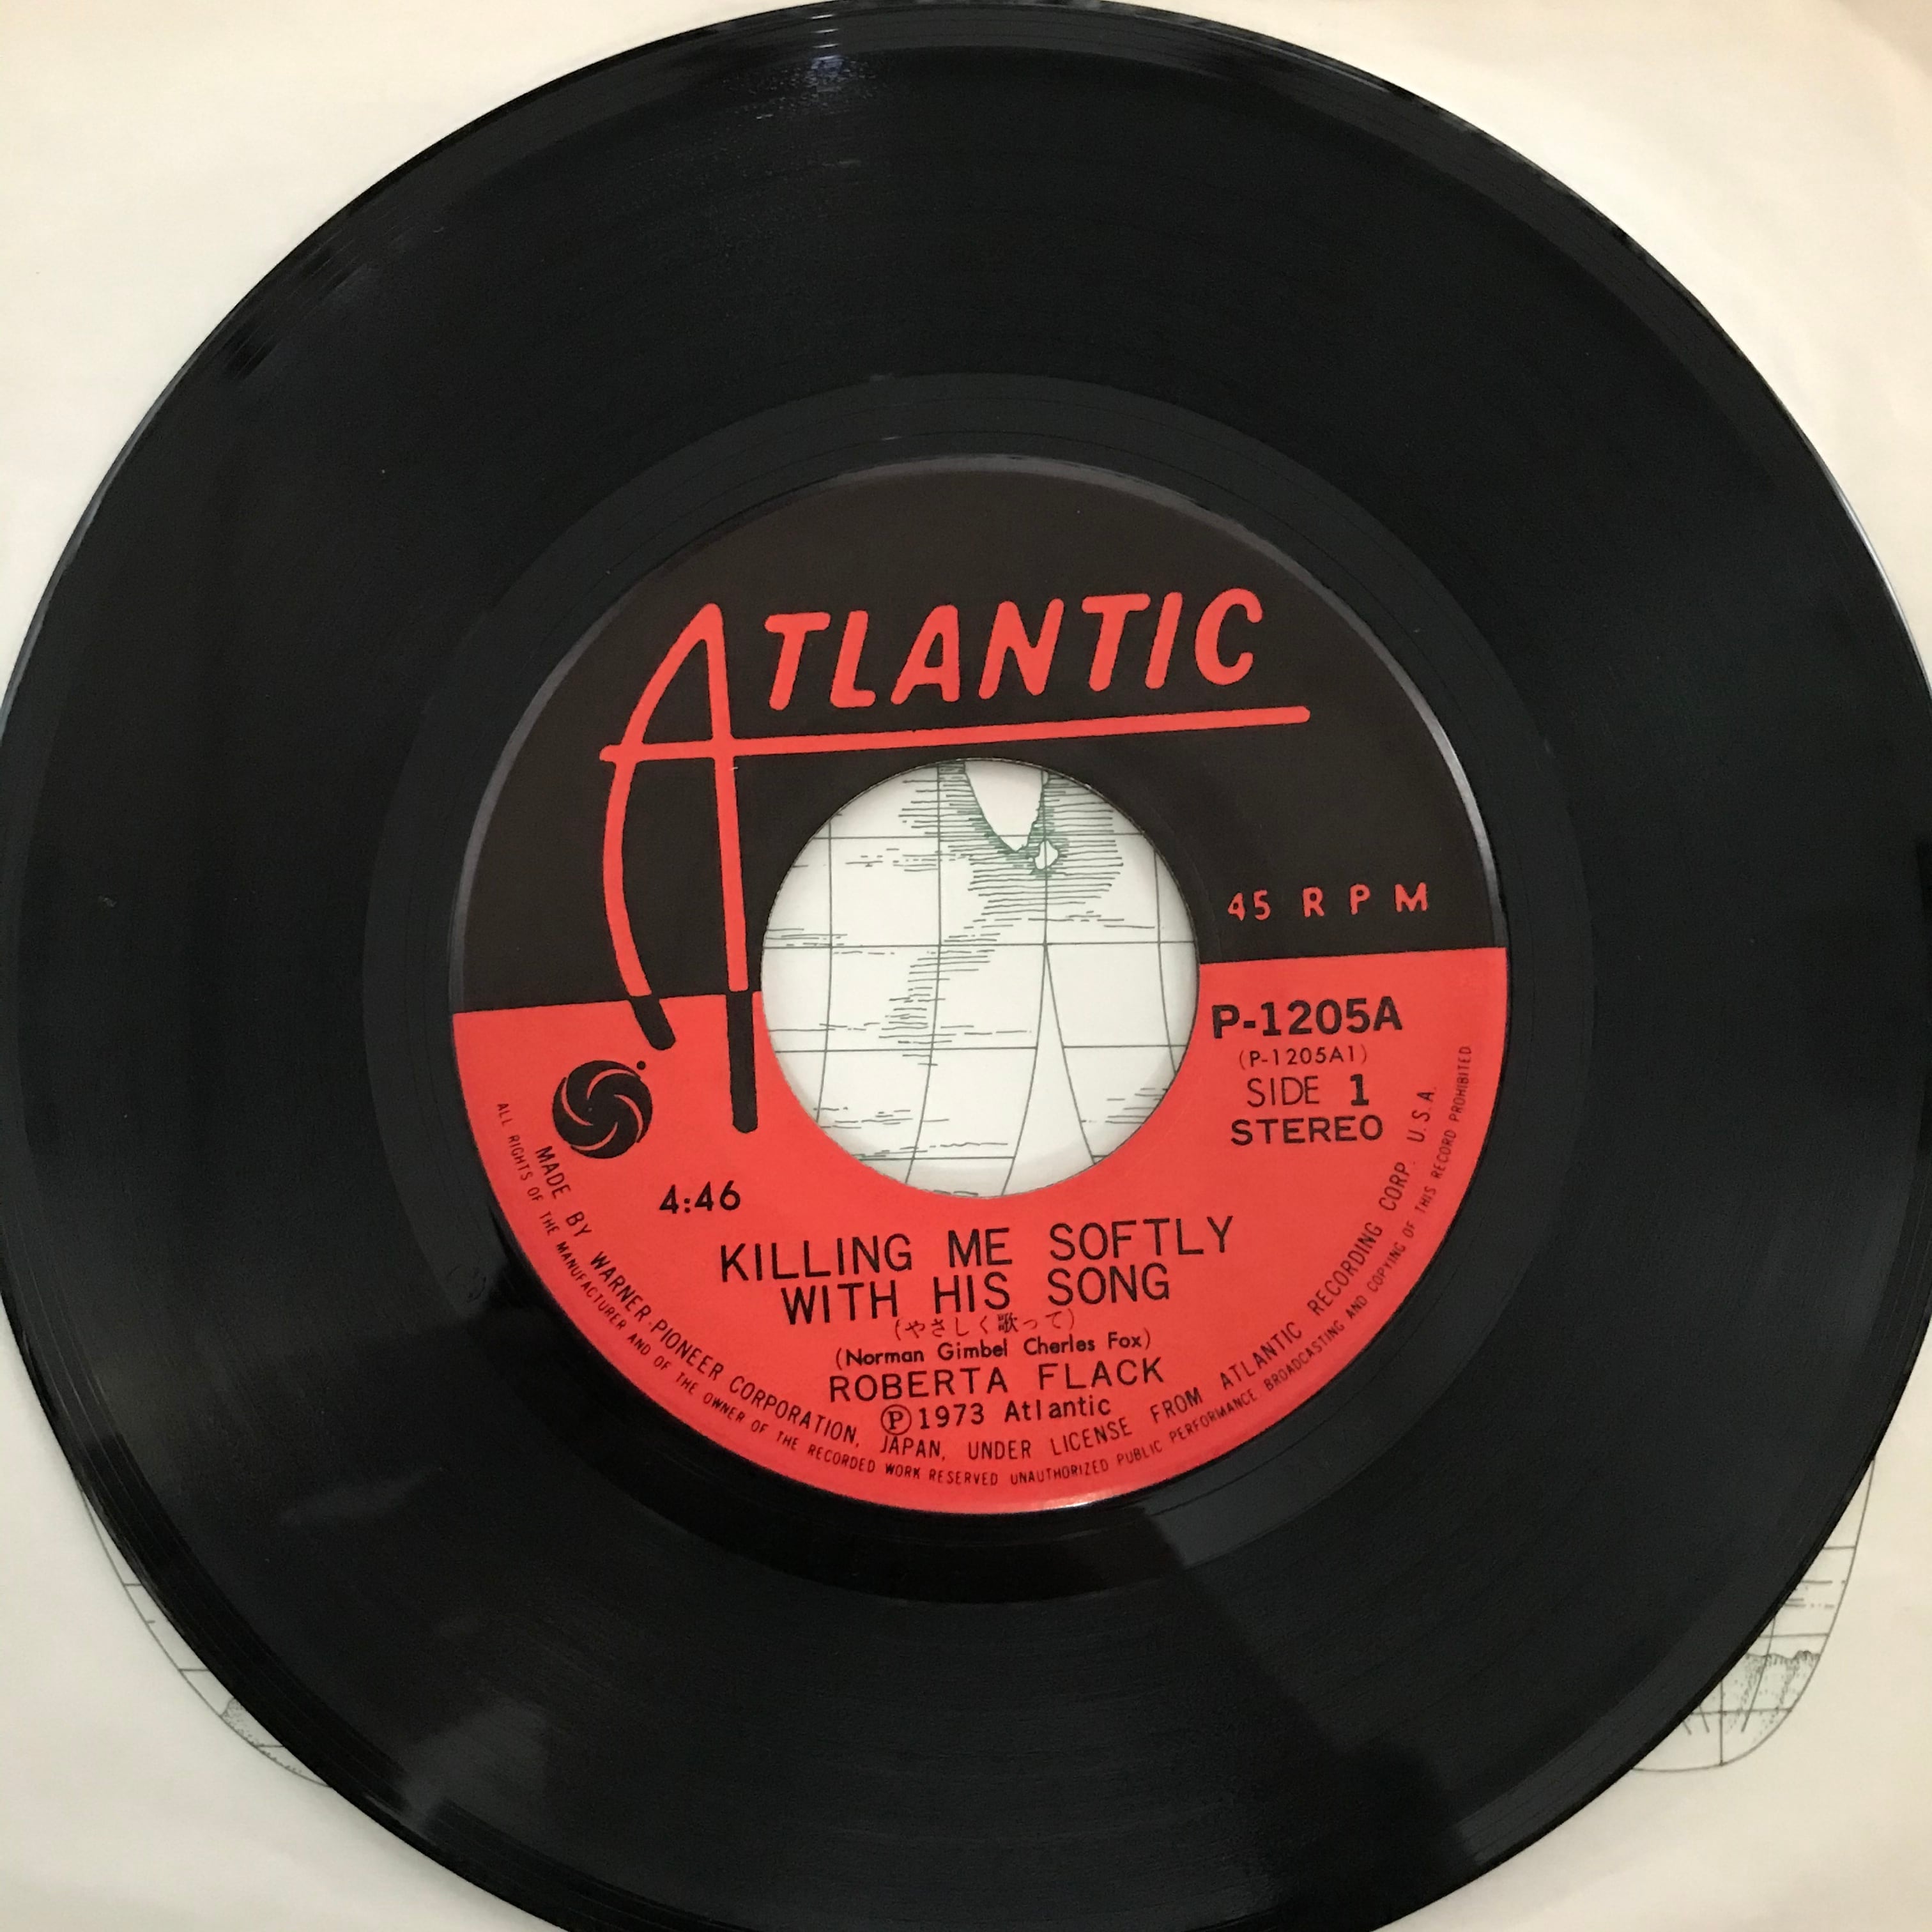 ATLANTIC
45 RPM
P-1205A
(P-1205A1)
SIDE 1
STEREO
4:46
KILLING ME SOFTLY
WITH HIS SONG
(やさしく歌って)
(Norman Gimbel Cherles Fox)
ROBERTA FLACK
Ⓟ1973 Atlantic
MADE BY WARNER-PIONEER CORPORATION, JAPAN, UNDER LICENSE FROM ATLANTIC RECORDING CORP. U.S.A.
ALL RIGHTS OF THE MANUFACTURER AND OF THE OWNER OF THE RECORDED WORK RESERVED UNAUTHORIZED PUBLIC PERFORMANCE BROADCASTING AND COPYING OF THIS RECORD PROHIBITED